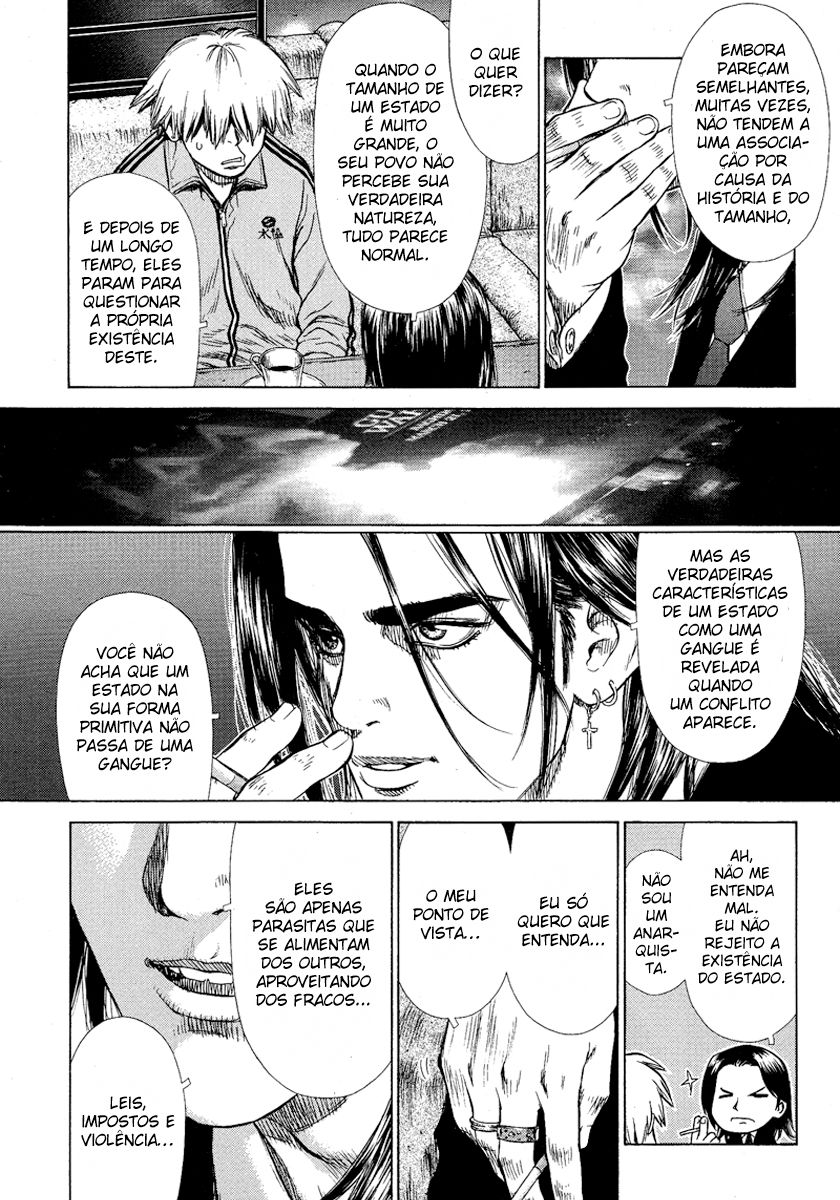 EMBORA
PAREÇAM
SEMELHANTES,
MUITAS VEZES,
NÃO TENDEM A
UMA ASSOCIA-
ÇÃO POR
CAUSA DA
HISTÓRIA E DO
TAMANHO,
O QUE
QUER
DIZER?
QUANDO O
TAMANHO DE
UM ESTADO
É MUITO
GRANDE, O
SEU POVO NÃO
PERCEBE SUA
VERDADEIRA
NATUREZA,
TUDO PARECE
NORMAL.
E DEPOIS DE
UM LONGO
TEMPO, ELES
PARAM PARA
QUESTIONAR
A PRÓPRIA
EXISTÊNCIA
DESTE.
GU
WAR
MAS AS
VERDADEIRAS
CARACTERÍSTICAS
DE UM ESTADO
COMO UMA
GANGUE É
REVELADA
QUANDO
UM CONFLITO
APARECE.
VOCÊ NÃO
ACHA QUE UM
ESTADO NA
SUA FORMA
PRIMITIVA NÃO
PASSA DE UMA
GANGUE?
AH,
NÃO ME
ENTENDA
MAL.
EU NÃO
REJEITO A
EXISTÊNCIA
DO ESTADO.
NÃO
SOU
UM
ANAR-
QUIS-
TA.
EU SÓ
QUERO QUE
ENTENDA...
O MEU
PONTO DE
VISTA...
ELES
SÃO APENAS
PARASITAS QUE
SE ALIMENTAM
DOS OUTROS,
APROVEITANDO
DOS FRACOS...
LEIS,
IMPOSTOS E
VIOLÊNCIA...